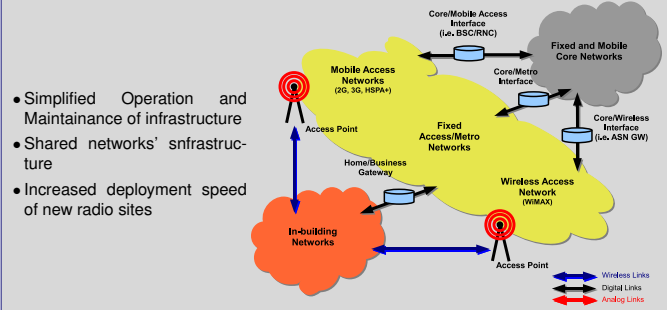 • Simplified Operation and
Maintainance of infrastructure
• Shared networks' snfrastruc-
ture
• Increased deployment speed
of new radio sites
Core/Mobile Access
Interface
(i.e. BSC/RNC)
Fixed and Mobile
Core Networks
Mobile Access
Networks
(2G, 3G, HSPA+)
Core/Metro
Interface
Access Point
Fixed
Access/Metro
Networks
Core/Wireless
Interface
(i.e. ASN GW)
Home/Business
Gateway
Wireless Access
Network
(WiMAX)
In-building
Networks
Access Point
Wireless Links
Digital Links
Analog Links